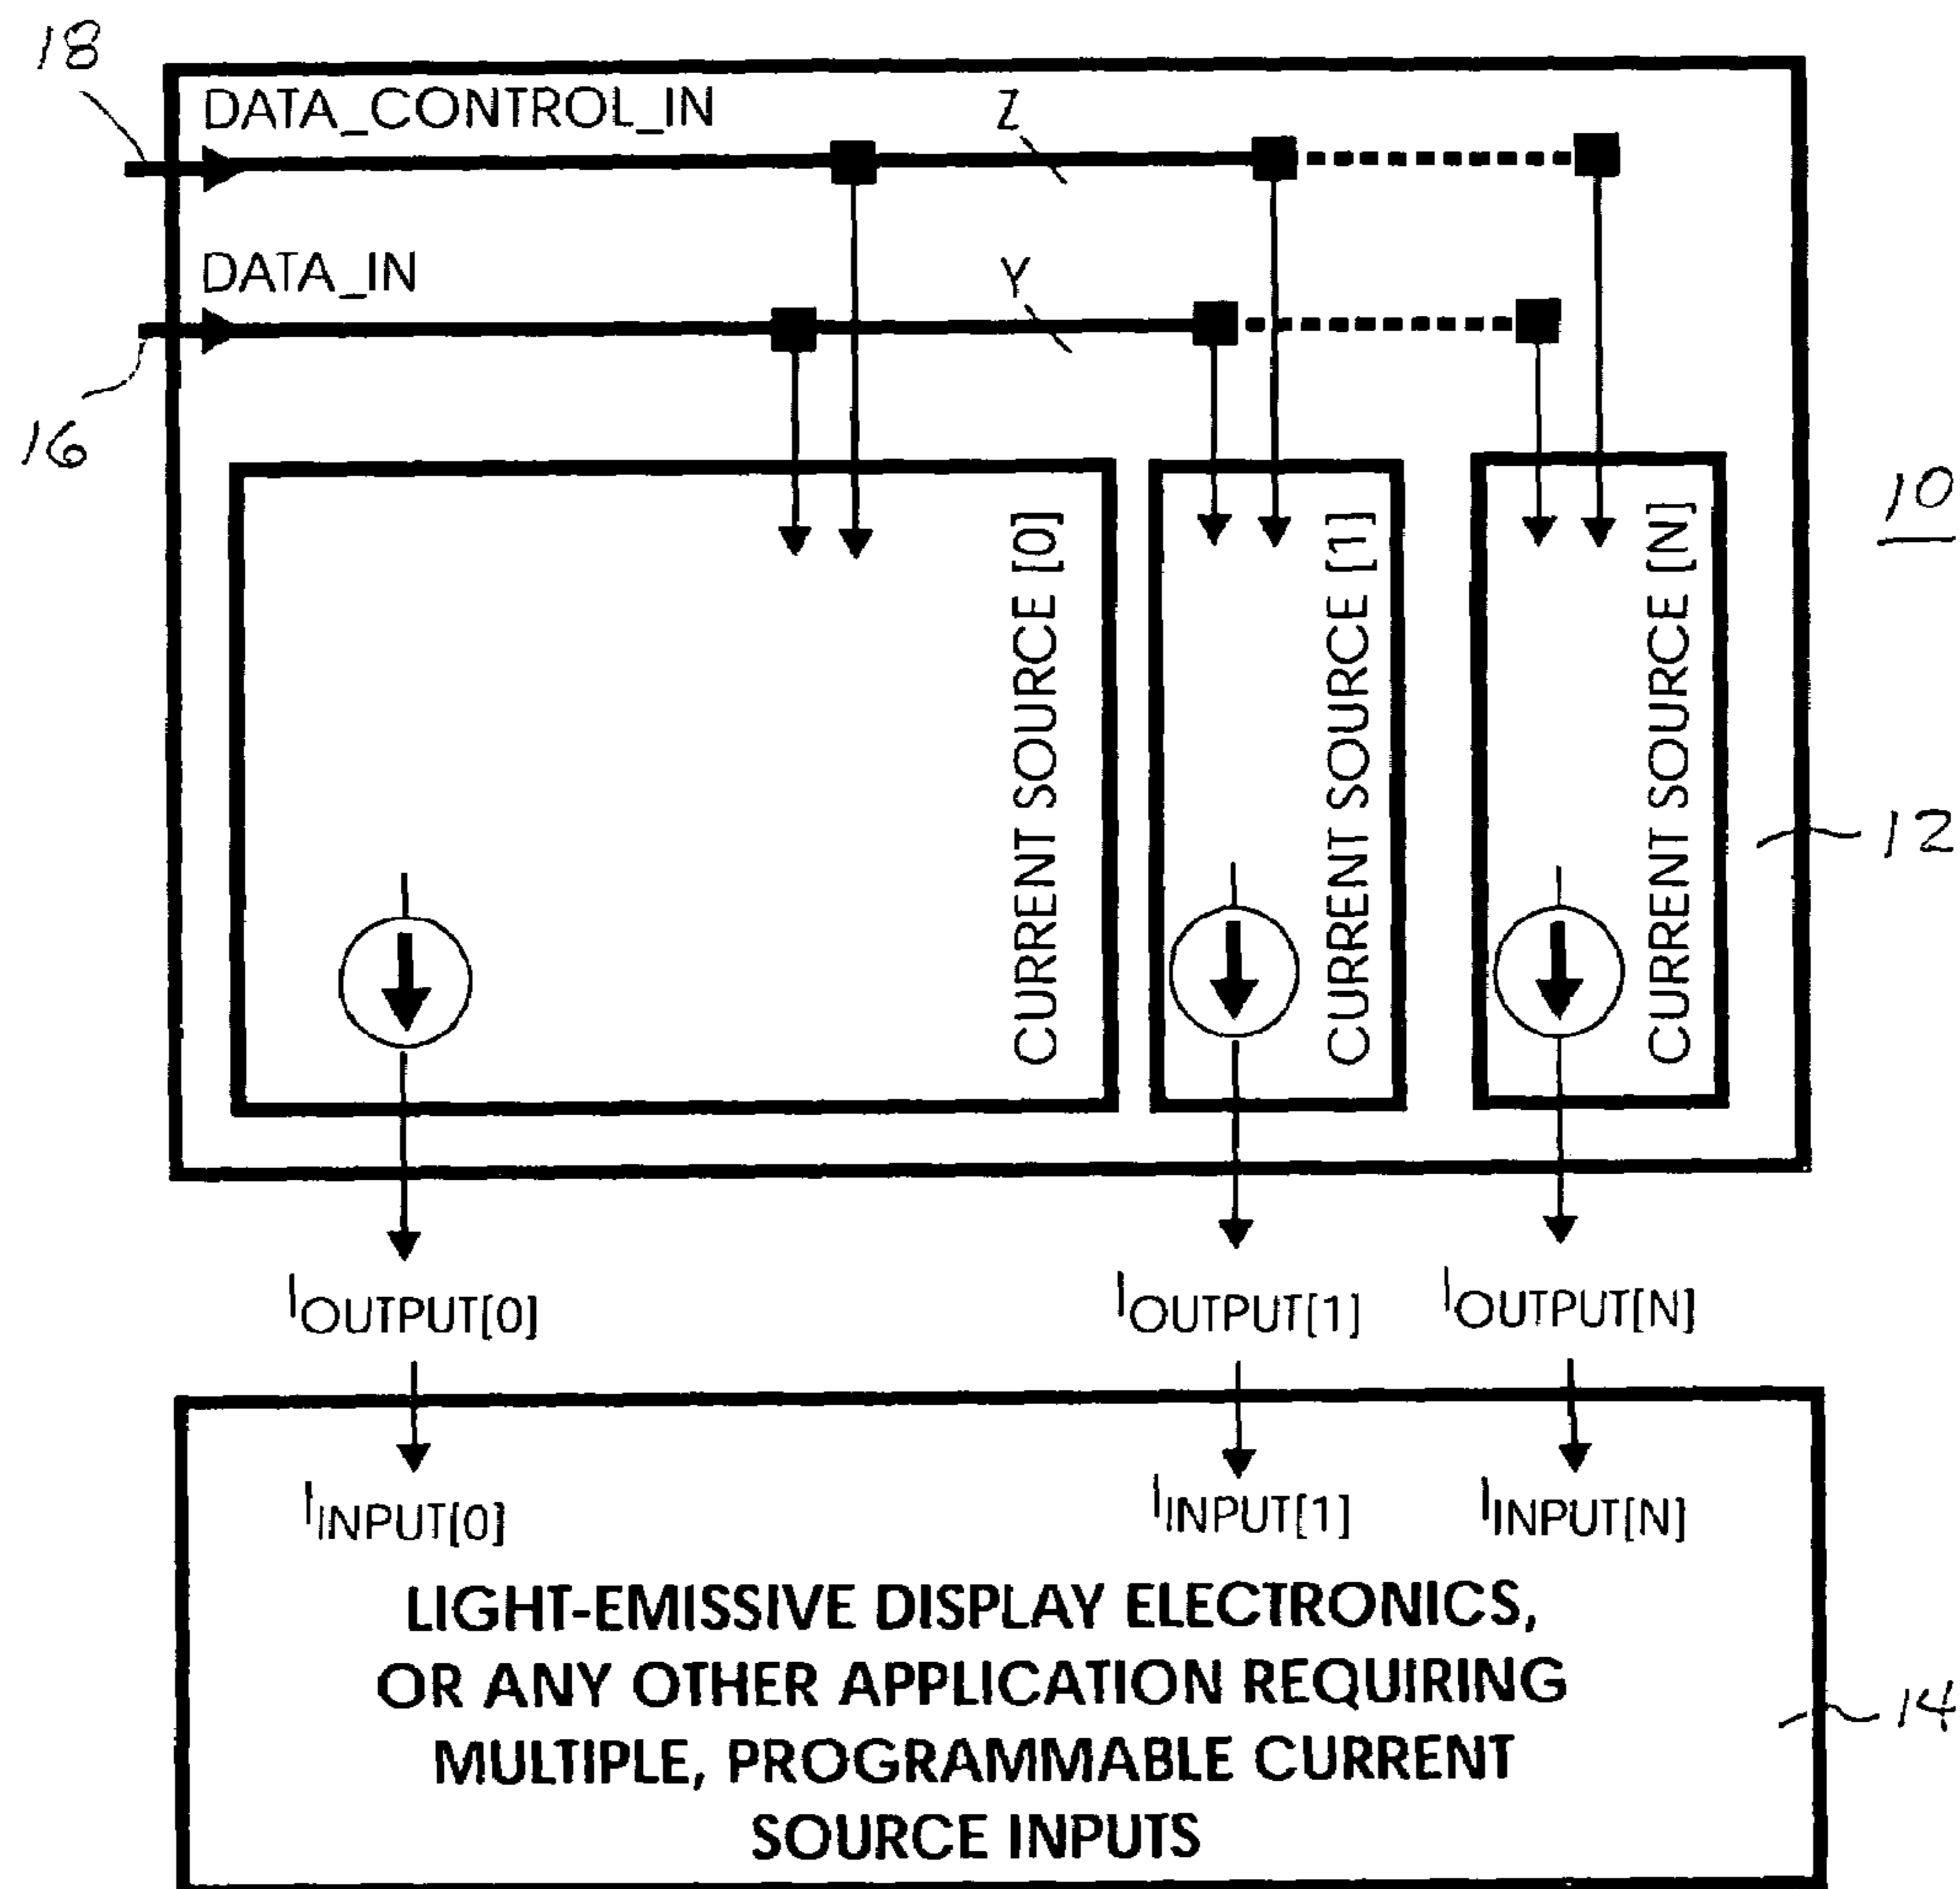 18
DATA_CONTROL_IN
Z
DATA_IN
Y
16
10
CURRENT SOURCE [0]
CURRENT SOURCE [1]
CURRENT SOURCE [N]
12
IOUTPUT[0]
IOUTPUT[1]
IOUTPUT[N]
IINPUT[0]
IINPUT[1]
IINPUT[N]
LIGHT-EMISSIVE DISPLAY ELECTRONICS,
OR ANY OTHER APPLICATION REQUIRING
MULTIPLE, PROGRAMMABLE CURRENT
SOURCE INPUTS
14